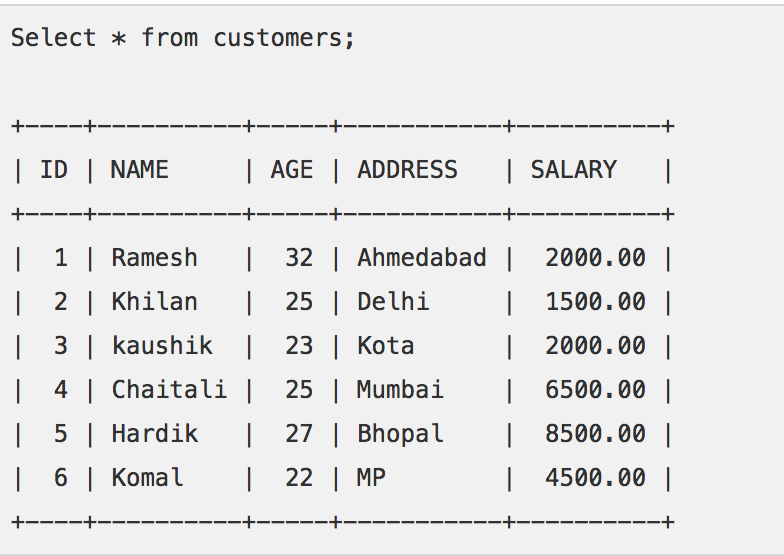 Select * from customers;
+----+----------+-----+-----------+----------+
| ID | NAME     | AGE | ADDRESS   | SALARY   |
+----+----------+-----+-----------+----------+
|  1 | Ramesh   |  32 | Ahmedabad |  2000.00 |
|  2 | Khilan   |  25 | Delhi     |  1500.00 |
|  3 | kaushik  |  23 | Kota      |  2000.00 |
|  4 | Chaitali |  25 | Mumbai    |  6500.00 |
|  5 | Hardik   |  27 | Bhopal    |  8500.00 |
|  6 | Komal    |  22 | MP        |  4500.00 |
+----+----------+-----+-----------+----------+